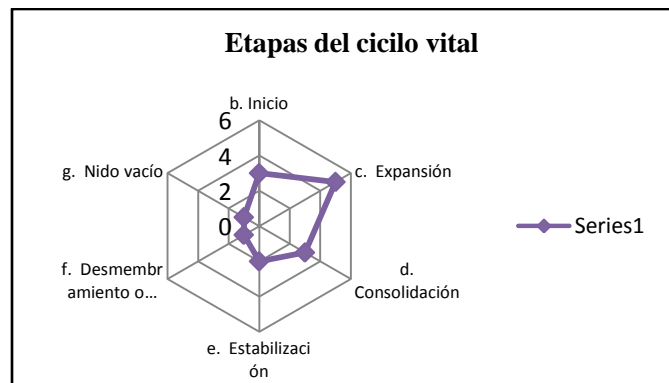 Etapas del cicilo vital
b. Inicio
6
4
2
0
c. Expansión
d.
Consolidación
e. Estabilizaci
ón
f. Desmembr
amiento o...
g. Nido vacío
Series1